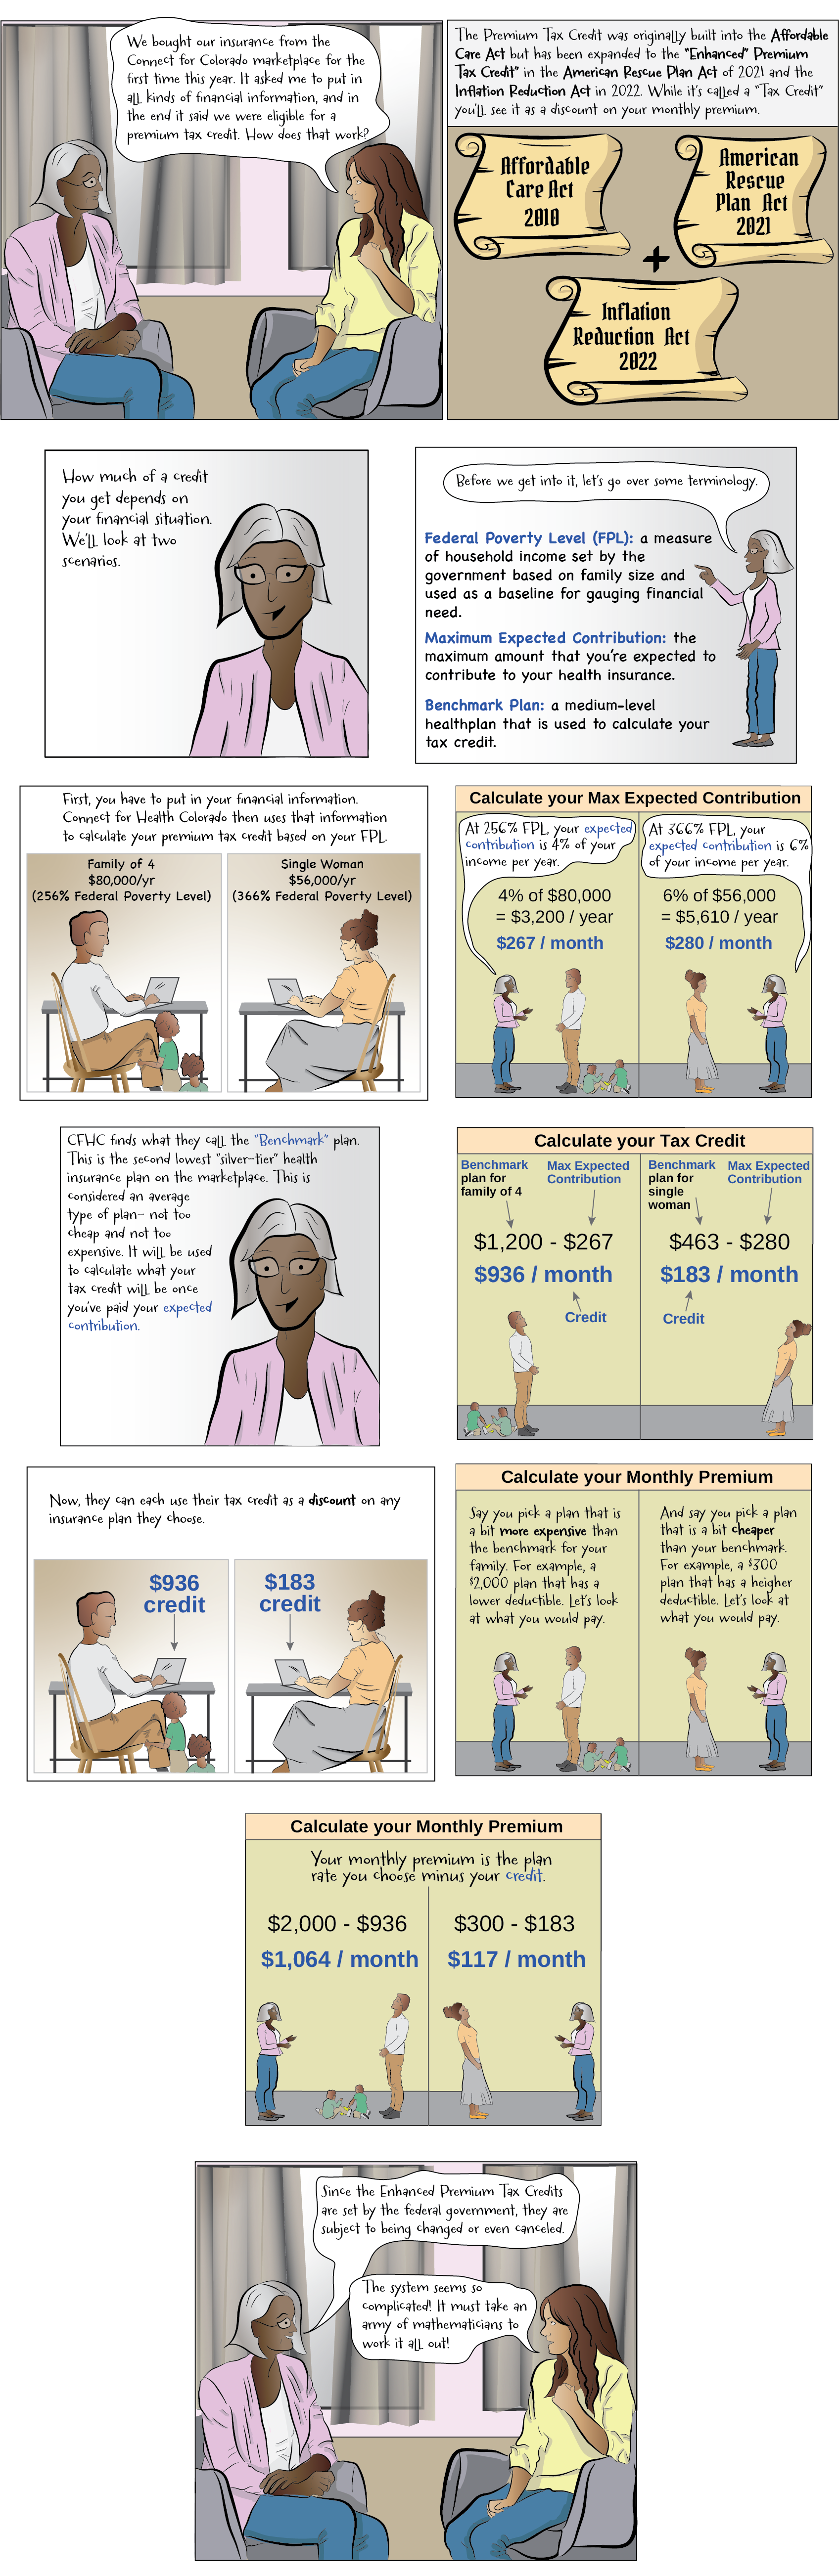 We bought our insurance from the
Connect for Colorado marketplace for the
first time this year. It asked me to put in
all kinds of financial information, and in
the end it said we were eligible for a
premium tax credit. How does that work?
The Premium Tax Credit was originally built into the Affordable
Care Act but has been expanded to the "Enhanced" Premium
Tax Credit" in the American Rescue Plan Act of 2021 and the
Inflation Reduction Act in 2022. While it's called a "Tax Credit"
you'll see it as a discount on your monthly premium.
Affordable
Care Act
2010
American
Rescue
Plan Act
2021
+
Inflation
Reduction Act
2022
How much of a credit
you get depends on
your financial situation.
We'll look at two
scenarios.
Before we get into it, let's go over some terminology.
Federal Poverty Level (FPL): a measure
of household income set by the
government based on family size and
used as a baseline for gauging financial
need.
Maximum Expected Contribution: the
maximum amount that you're expected to
contribute to your health insurance.
Benchmark Plan: a medium-level
healthplan that is used to calculate your
tax credit.
First, you have to put in your financial information.
Connect for Health Colorado then uses that information
to calculate your premium tax credit based on your FPL.
Family of 4
$80,000/yr
(256% Federal Poverty Level)
Single Woman
$56,000/yr
(366% Federal Poverty Level)
Calculate your Max Expected Contribution
At 256% FPL, your expected
contribution is 4% of your
income per year.
4% of $80,000
= $3,200 / year
$267 / month
At 366% FPL, your
expected contribution is 6%
of your income per year.
6% of $56,000
= $5,610 / year
$280 / month
CFHC finds what they call the "Benchmark" plan.
This is the second lowest "silver-tier" health
insurance plan on the marketplace. This is
considered an average
type of plan- not too
cheap and not too
expensive. It will be used
to calculate what your
tax credit will be once
you've paid your expected
contribution.
Calculate your Tax Credit
Benchmark
plan for
family of 4
Max Expected
Contribution
$1,200 - $267
$936 / month
Credit
Benchmark
plan for
single
woman
Max Expected
Contribution
$463 - $280
$183 / month
Credit
Now, they can each use their tax credit as a discount on any
insurance plan they choose.
$936
credit
$183
credit
Calculate your Monthly Premium
Say you pick a plan that is
a bit more expensive than
the benchmark for your
family. For example, a
$2,000 plan that has a
lower deductible. Let's look
at what you would pay.
And say you pick a plan
that is a bit cheaper
than your benchmark.
For example, a $300
plan that has a heigher
deductible. Let's look at
what you would pay.
Calculate your Monthly Premium
Your monthly premium is the plan
rate you choose minus your credit.
$2,000 - $936
$1,064 / month
$300 - $183
$117 / month
Since the Enhanced Premium Tax Credits
are set by the federal government, they are
subject to being changed or even canceled.
The system seems so
complicated! It must take an
army of mathematicians to
work it all out!